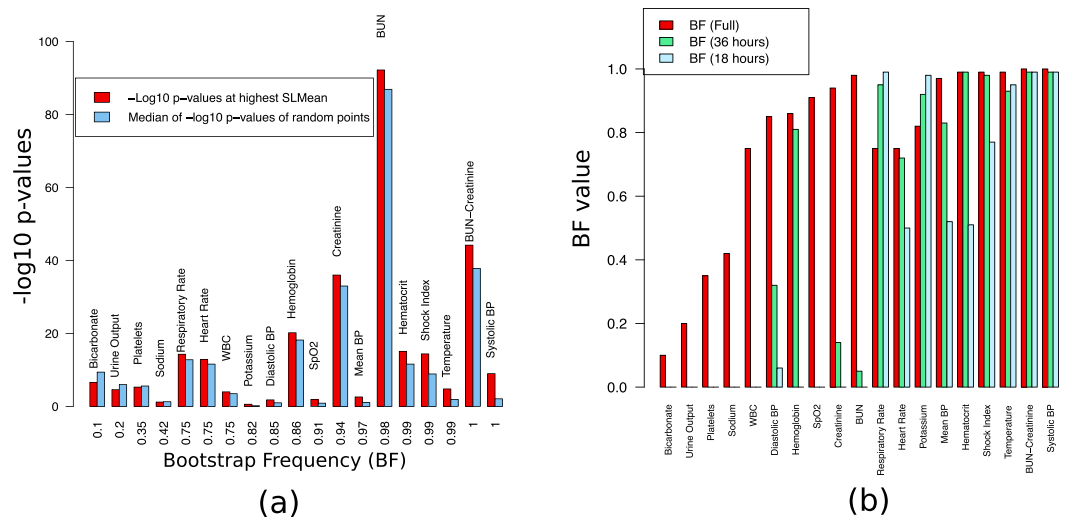 BUN
100
80
60
40
20
0
-log10 p-values
−Log10 p−values at highest SLMean
Median of −log10 p−values of random points
Bicarbonate
Urine Output
Platelets
Sodium
Respiratory Rate
Heart Rate
WBC
Potassium
Diastolic BP
Hemoglobin
SpO2
Creatinine
Mean BP
Hematocrit
Shock Index
Temperature
BUN−Creatinine
Systolic BP
0.1 0.2 0.35 0.42 0.75 0.75 0.75 0.82 0.85 0.86 0.91 0.94 0.97 0.98 0.99 0.99 0.99 1 1
Bootstrap Frequency (BF)
(a)
BF (Full)
BF (36 hours)
BF (18 hours)
1.0
0.8
0.6
0.4
0.2
0.0
BF value
Bicarbonate
Urine Output
Platelets
Sodium
WBC
Diastolic BP
Hemoglobin
SpO2
Creatinine
BUN
Respiratory Rate
Heart Rate
Potassium
Mean BP
Hematocrit
Shock Index
Temperature
BUN−Creatinine
Systolic BP
(b)